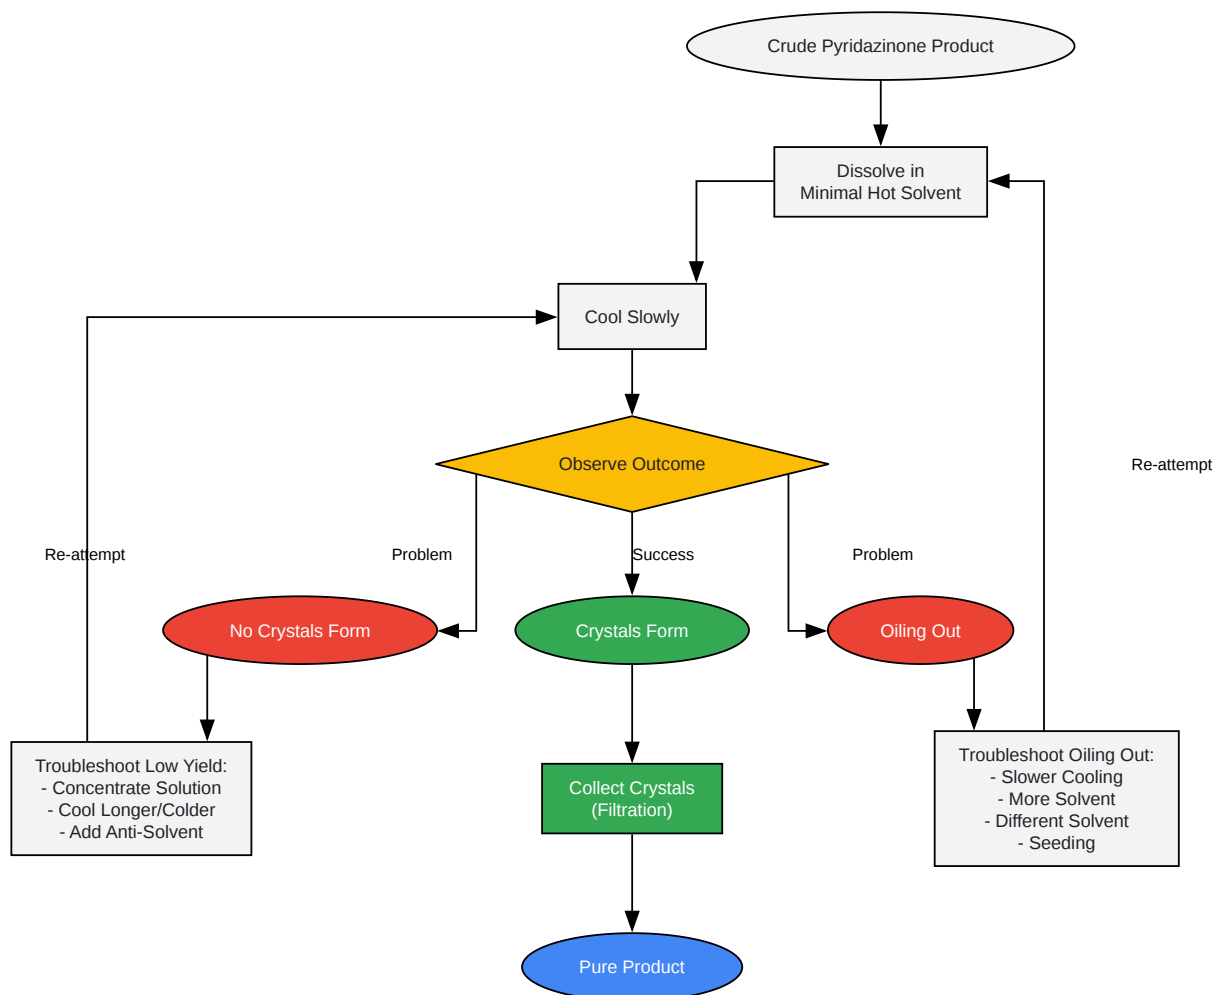 Crude Pyridazinone Product
Dissolve in
Minimal Hot Solvent
Cool Slowly
Observe Outcome
Re-attempt
Re-attempt
Problem
Success
Problem
No Crystals Form
Crystals Form
Oiling Out
Troubleshoot Low Yield:
- Concentrate Solution
- Cool Longer/Colder
- Add Anti-Solvent
Collect Crystals
(Filtration)
Troubleshoot Oiling Out:
- Slower Cooling
- More Solvent
- Different Solvent
- Seeding
Pure Product